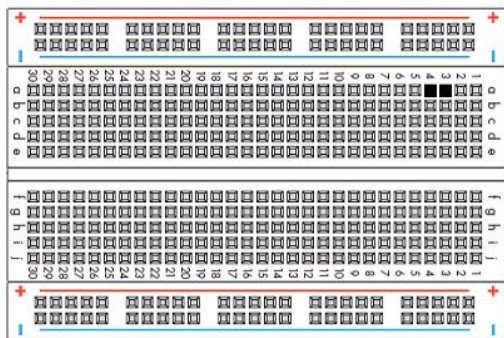 + +
− −
30 29 28 27 26 25 24 23 22 21 20 19 18 17 16 15 14 13 12 11 10 9 8 7 6 5 4 3 2 1
a a
b b
c c
d d
e e
f f
g g
h h
i i
j j
30 29 28 27 26 25 24 23 22 21 20 19 18 17 16 15 14 13 12 11 10 9 8 7 6 5 4 3 2 1
+ +
− −